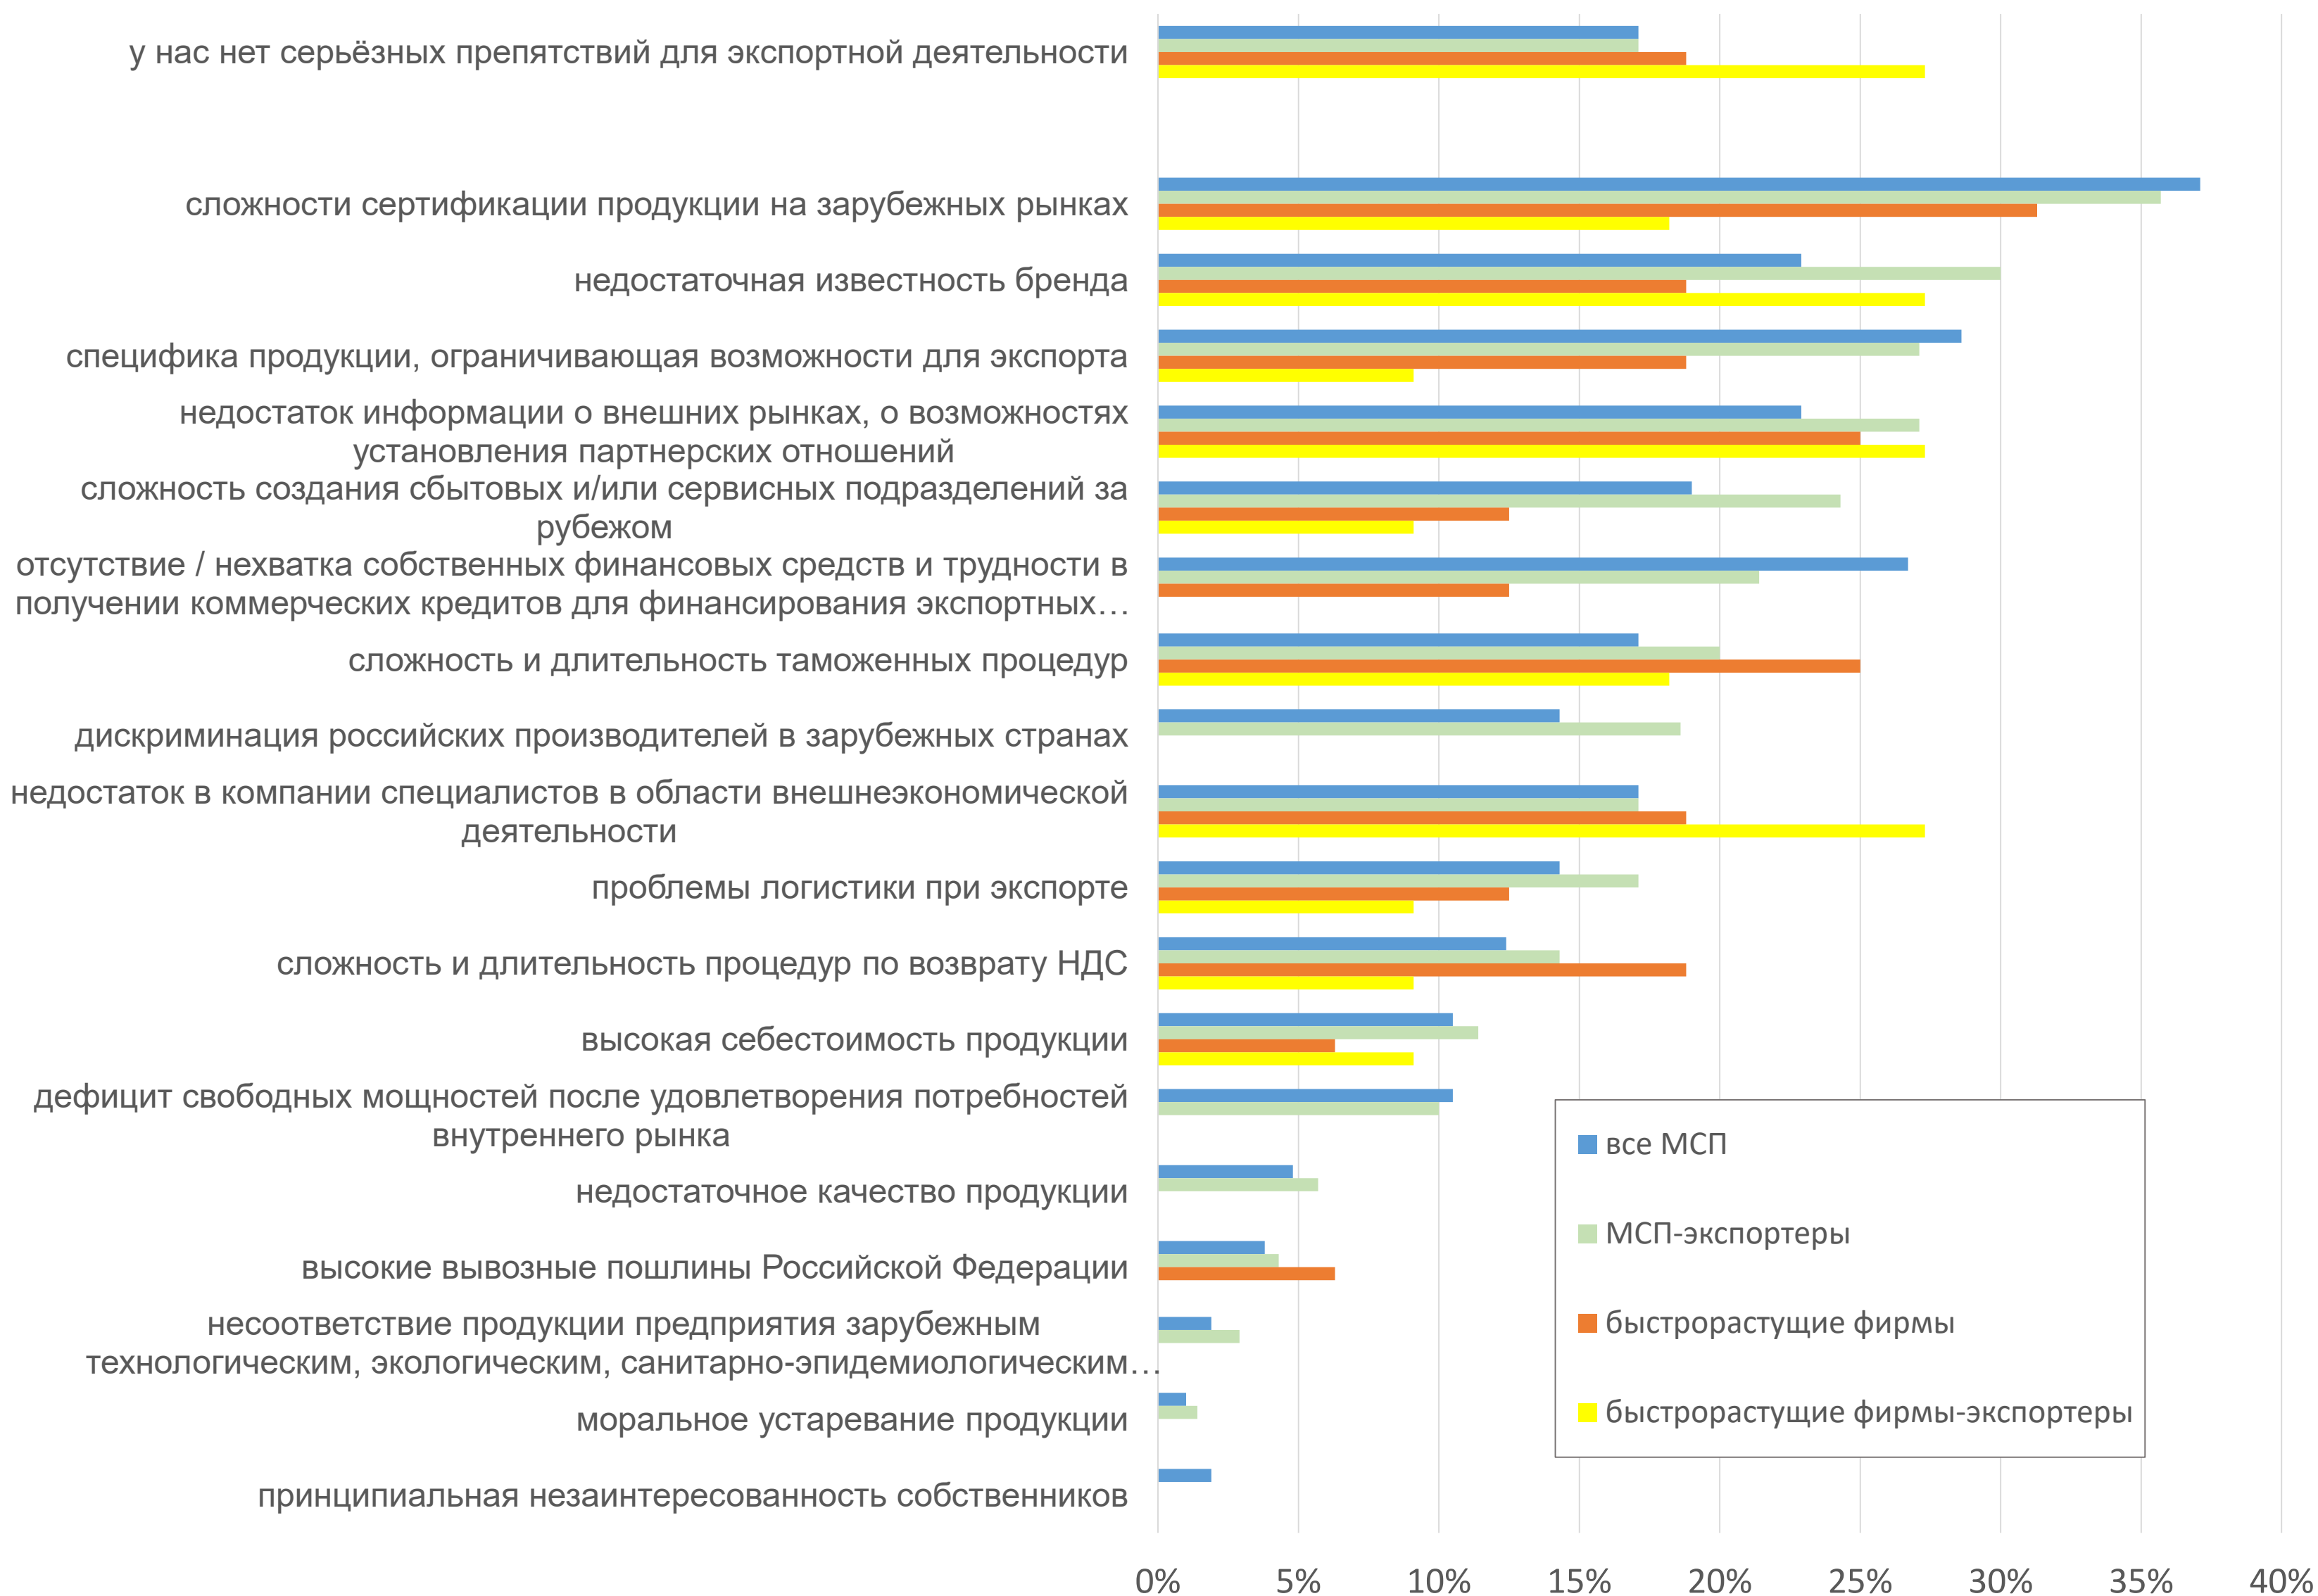 у нас нет серьёзных препятствий для экспортной деятельности
сложности сертификации продукции на зарубежных рынках
недостаточная известность бренда
специфика продукции, ограничивающая возможности для экспорта
недостаток информации о внешних рынках, о возможностях
установления партнерских отношений
сложность создания сбытовых и/или сервисных подразделений за
рубежом
отсутствие / нехватка собственных финансовых средств и трудности в
получении коммерческих кредитов для финансирования экспортных…
сложность и длительность таможенных процедур
дискриминация российских производителей в зарубежных странах
недостаток в компании специалистов в области внешнеэкономической
деятельности
проблемы логистики при экспорте
сложность и длительность процедур по возврату НДС
высокая себестоимость продукции
дефицит свободных мощностей после удовлетворения потребностей
внутреннего рынка
недостаточное качество продукции
высокие вывозные пошлины Российской Федерации
несоответствие продукции предприятия зарубежным
технологическим, экологическим, санитарно-эпидемиологическим…
моральное устаревание продукции
принципиальная незаинтересованность собственников
все МСП
МСП-экспортеры
быстрорастущие фирмы
быстрорастущие фирмы-экспортеры
0% 5% 10% 15% 20% 25% 30% 35% 40%